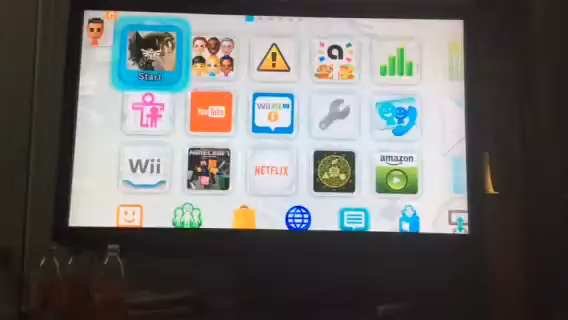 Start
a
YouTube
Wii U
Wii
MINECRAFT
NETFLIX
amazon